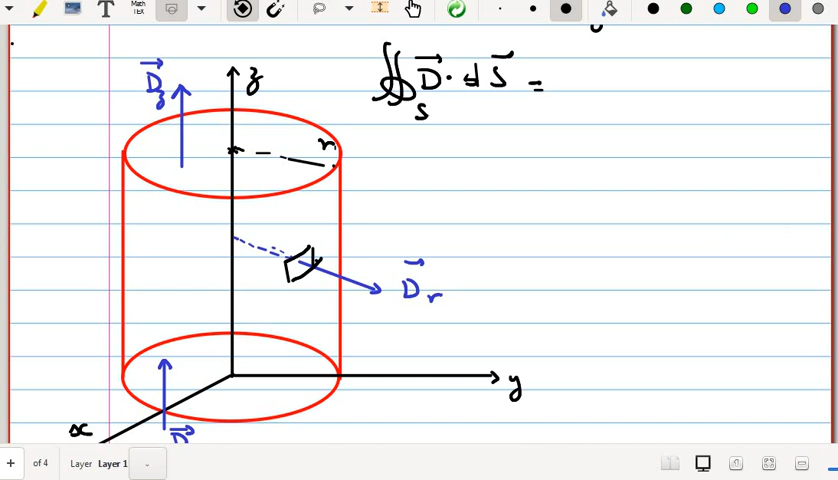 T
Math
TEX
∯_S D⃗ · dS⃗ =
D⃗_z
z
r
D⃗_r
y
x
D⃗
of 4
Layer Layer 1